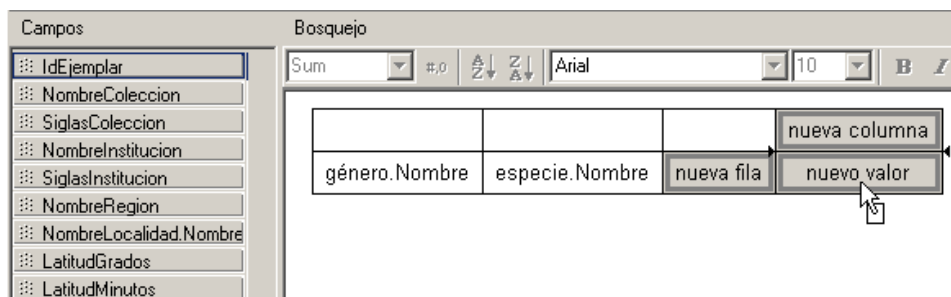 Campos
Bosquejo
IdEjemplar
NombreColeccion
SiglasColeccion
NombreInstitucion
SiglasInstitucion
NombreRegion
NombreLocalidad.Nombre
LatitudGrados
LatitudMinutos
Sum #,0 A Z Z A Arial 10 B I
nueva columna
género.Nombre especie.Nombre nueva fila nuevo valor